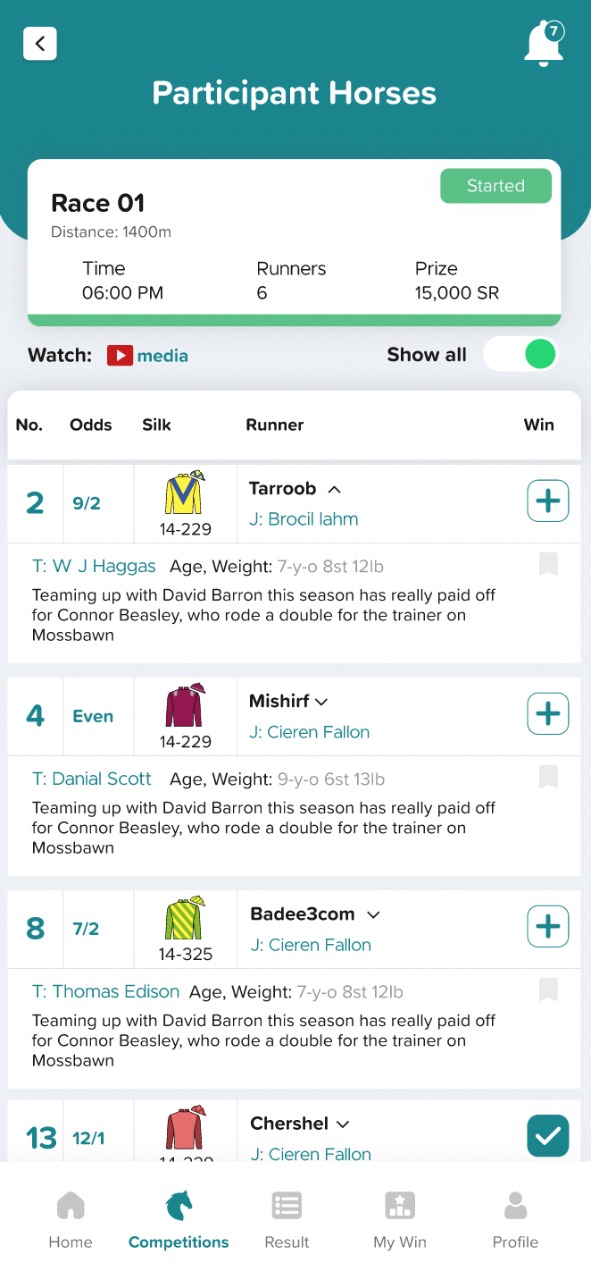 7
Participant Horses
Started
Race 01
Distance: 1400m
Time Runners Prize
06:00 PM 6 15,000 SR
Watch: media Show all
No. Odds Silk Runner Win
2 9/2 14-229 Tarroob
J: Brocil lahm
T: W J Haggas Age, Weight: 7-y-o 8st 12lb
Teaming up with David Barron this season has really paid off
for Connor Beasley, who rode a double for the trainer on
Mossbawn
4 Even 14-229 Mishirf
J: Cieren Fallon
T: Danial Scott Age, Weight: 9-y-o 6st 13lb
Teaming up with David Barron this season has really paid off
for Connor Beasley, who rode a double for the trainer on
Mossbawn
8 7/2 14-325 Badee3com
J: Cieren Fallon
T: Thomas Edison Age, Weight: 7-y-o 8st 12lb
Teaming up with David Barron this season has really paid off
for Connor Beasley, who rode a double for the trainer on
Mossbawn
13 12/1 Chershel
J: Cieren Fallon
Home Competitions Result My Win Profile